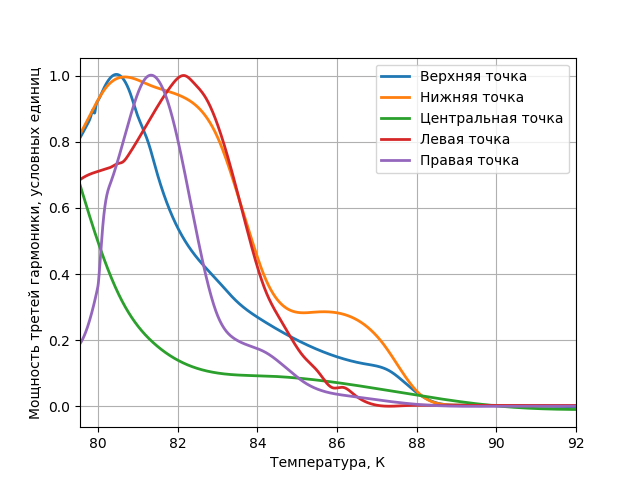 Мощность третей гармоники, условных единиц
1.0
0.8
0.6
0.4
0.2
0.0
Верхняя точка
Нижняя точка
Центральная точка
Левая точка
Правая точка
80 82 84 86 88 90 92
Температура, К